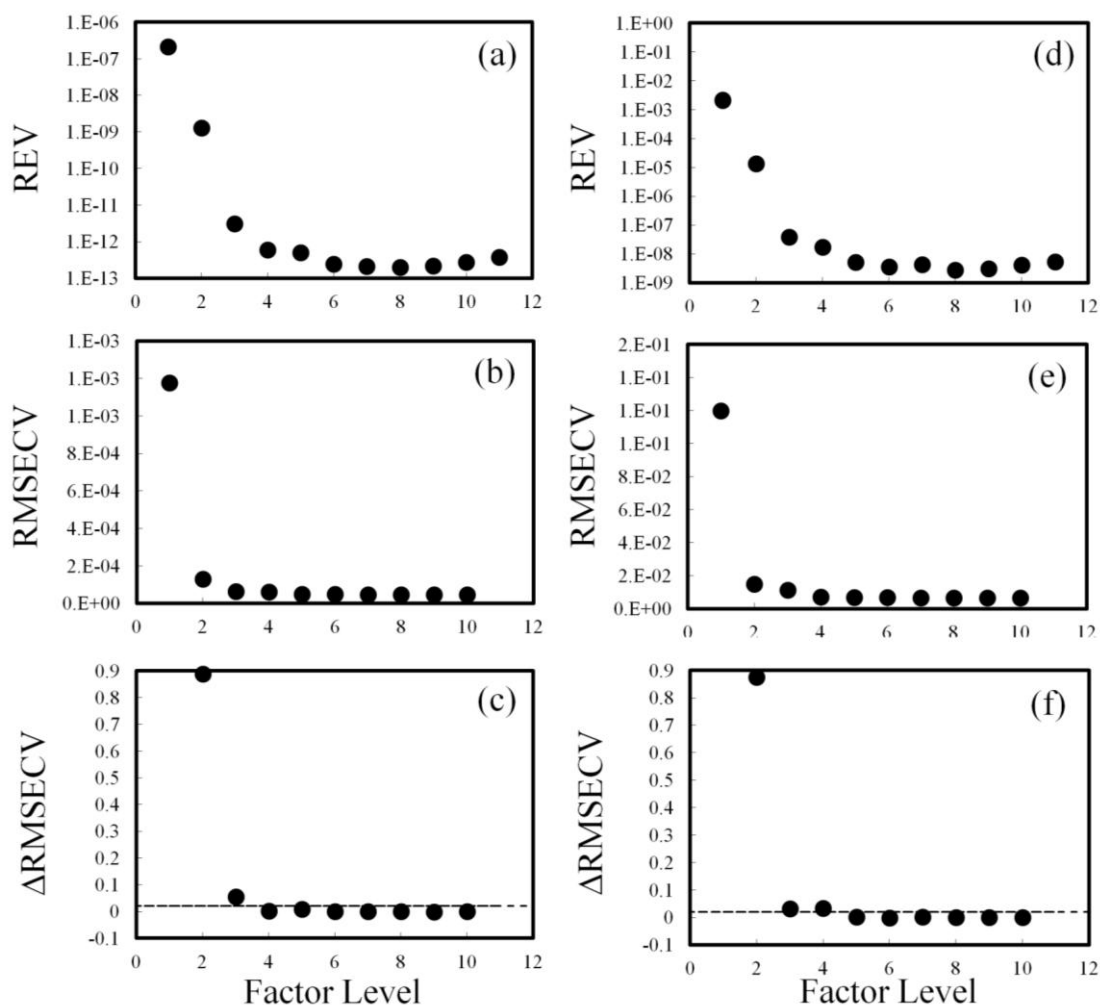 (a)
REV
1.E-06
1.E-07
1.E-08
1.E-09
1.E-10
1.E-11
1.E-12
1.E-13
0 2 4 6 8 10 12
(d)
REV
1.E+00
1.E-01
1.E-02
1.E-03
1.E-04
1.E-05
1.E-06
1.E-07
1.E-08
1.E-09
0 2 4 6 8 10 12
(b)
RMSECV
1.E-03
1.E-03
1.E-03
8.E-04
6.E-04
4.E-04
2.E-04
0.E+00
0 2 4 6 8 10 12
(e)
RMSECV
2.E-01
1.E-01
1.E-01
1.E-01
8.E-02
6.E-02
4.E-02
2.E-02
0.E+00
0 2 4 6 8 10 12
(c)
ΔRMSECV
0.9
0.8
0.7
0.6
0.5
0.4
0.3
0.2
0.1
0
-0.1
0 2 4 6 8 10 12
Factor Level
(f)
ΔRMSECV
0.9
0.8
0.7
0.6
0.5
0.4
0.3
0.2
0.1
0
-0.1
0 2 4 6 8 10 12
Factor Level